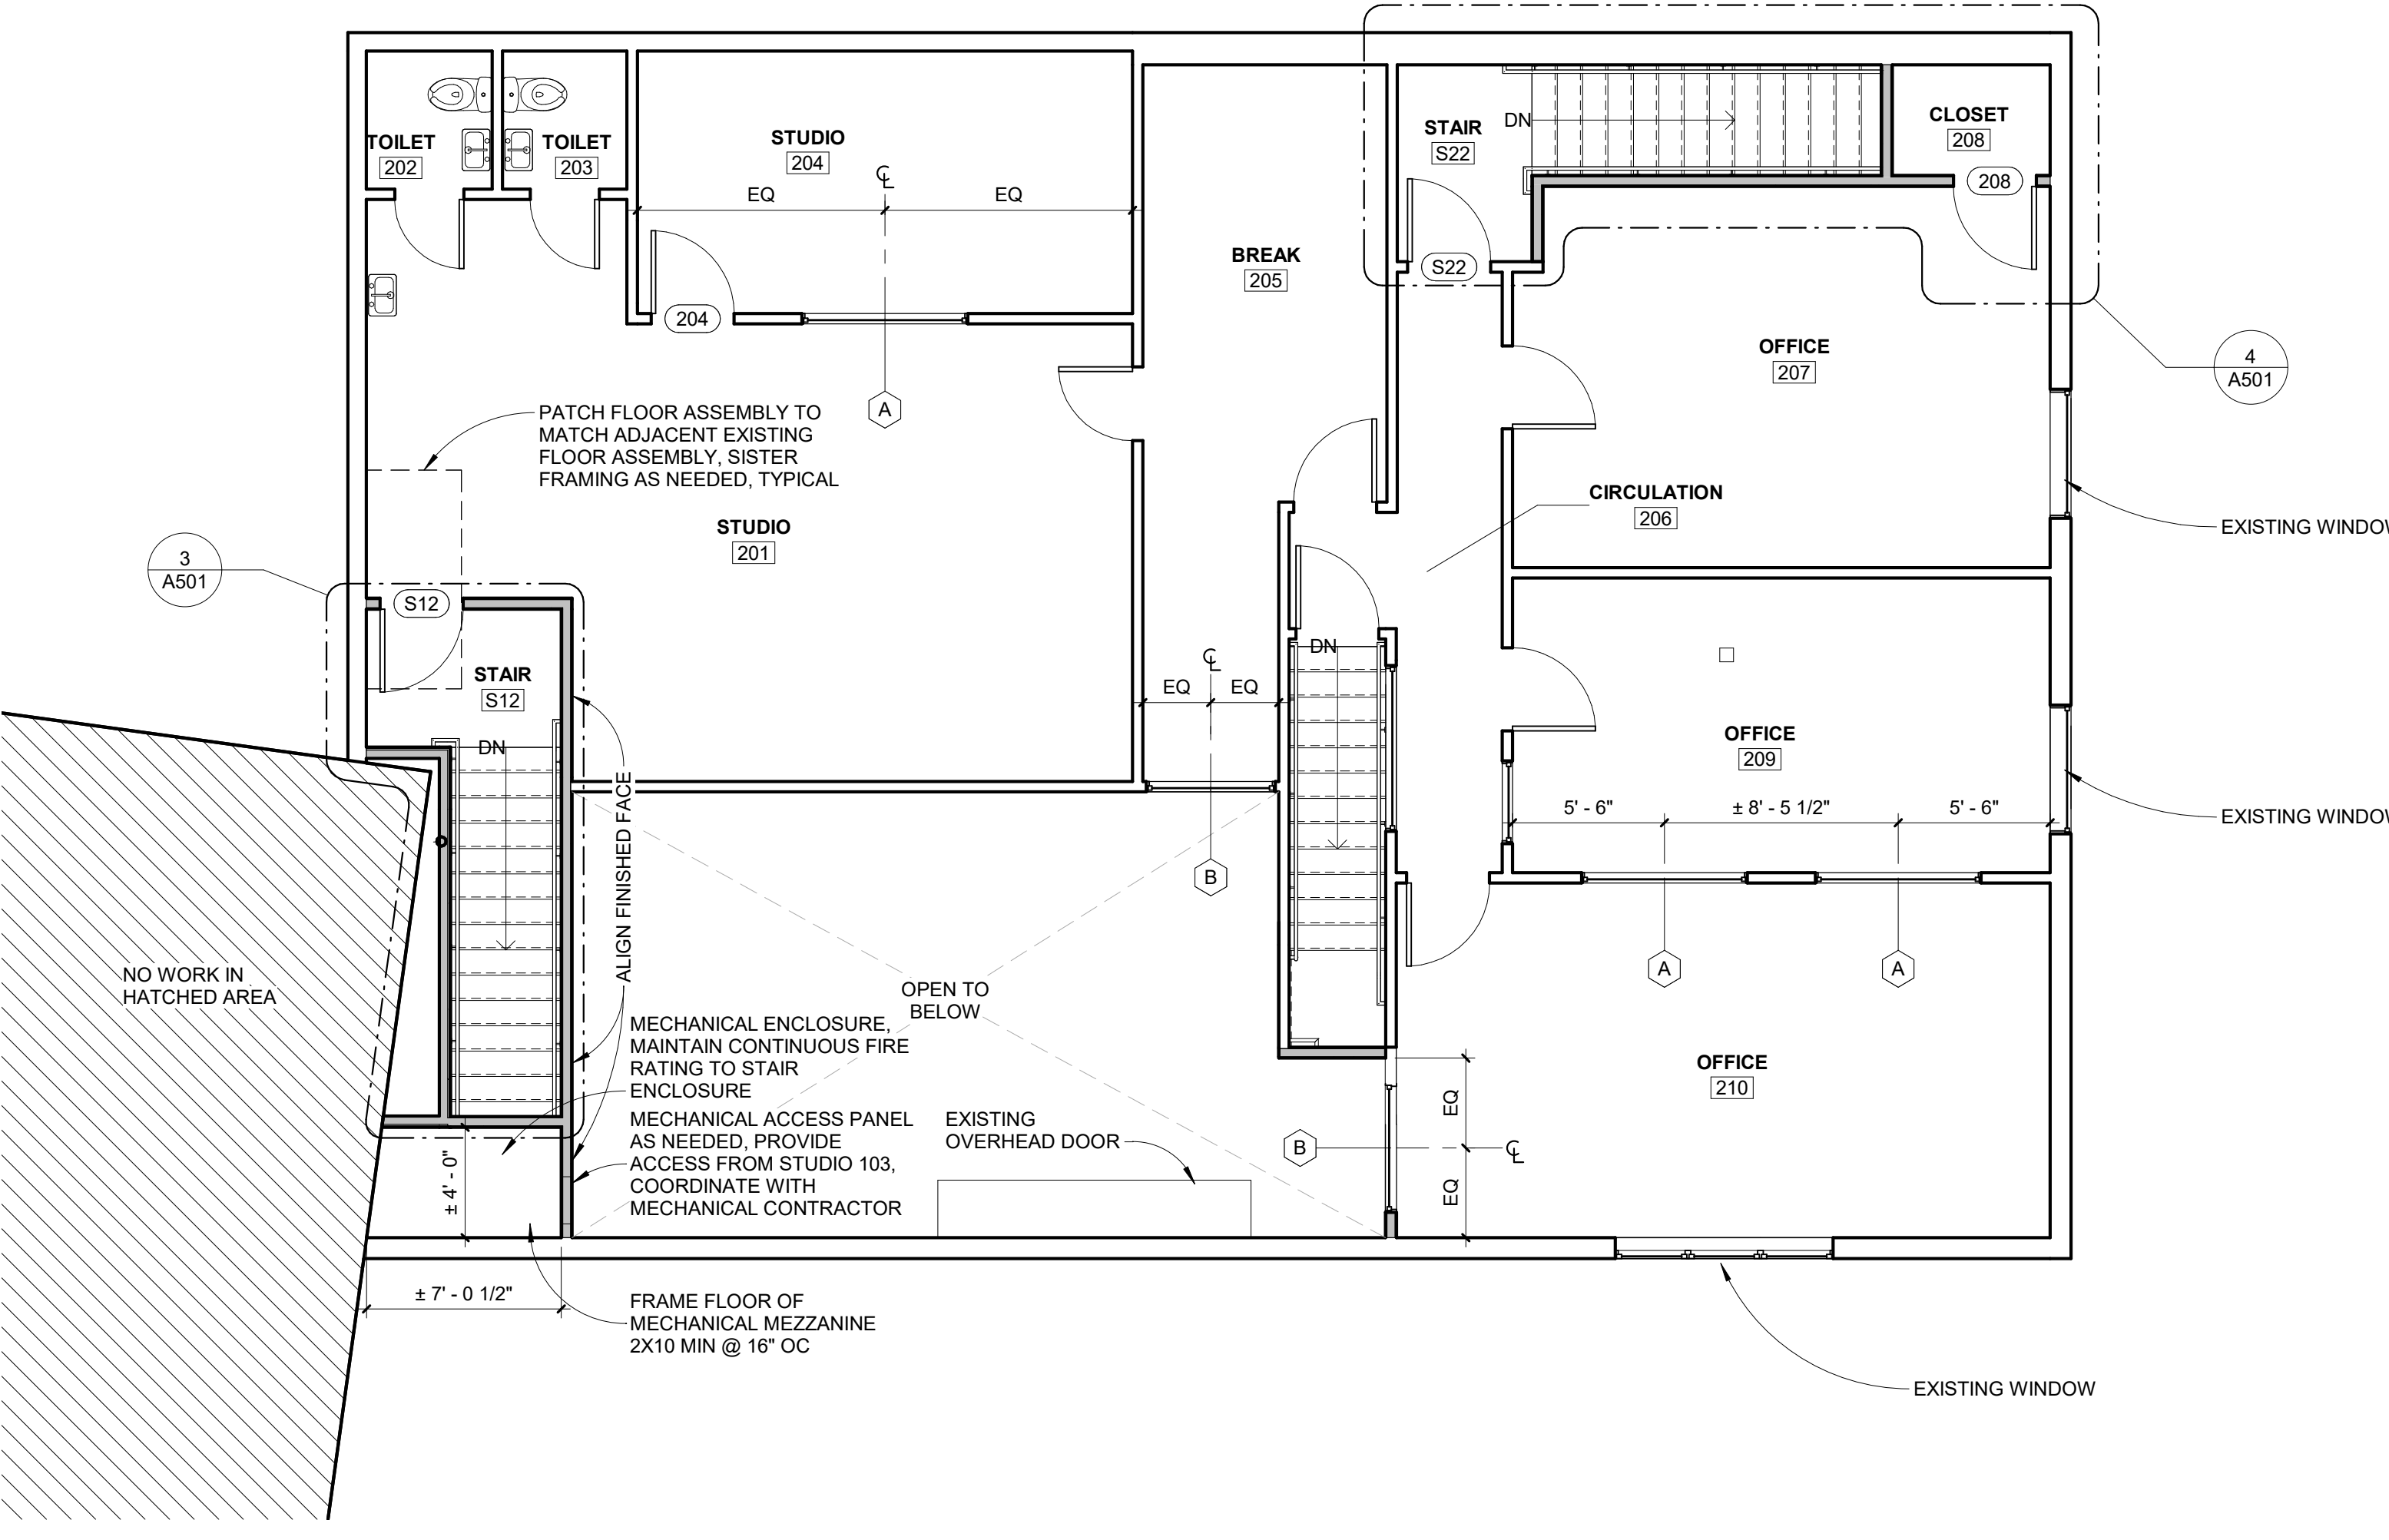 TOILET
202
TOILET
203
STUDIO
204
EQ
EQ
℄
204
A
BREAK
205
STAIR
S22
DN
S22
CLOSET
208
208
OFFICE
207
4
A501
PATCH FLOOR ASSEMBLY TO
MATCH ADJACENT EXISTING
FLOOR ASSEMBLY, SISTER
FRAMING AS NEEDED, TYPICAL
STUDIO
201
CIRCULATION
206
EXISTING WINDOW
3
A501
S12
STAIR
S12
DN
DN
℄
EQ
EQ
B
OFFICE
209
5' - 6"
± 8' - 5 1/2"
5' - 6"
EXISTING WINDOW
A
A
ALIGN FINISHED FACE
NO WORK IN
HATCHED AREA
OPEN TO
BELOW
MECHANICAL ENCLOSURE,
MAINTAIN CONTINUOUS FIRE
RATING TO STAIR
ENCLOSURE
MECHANICAL ACCESS PANEL
AS NEEDED, PROVIDE
ACCESS FROM STUDIO 103,
COORDINATE WITH
MECHANICAL CONTRACTOR
EXISTING
OVERHEAD DOOR
B
EQ
EQ
℄
OFFICE
210
± 4' - 0"
± 7' - 0 1/2"
FRAME FLOOR OF
MECHANICAL MEZZANINE
2X10 MIN @ 16" OC
EXISTING WINDOW